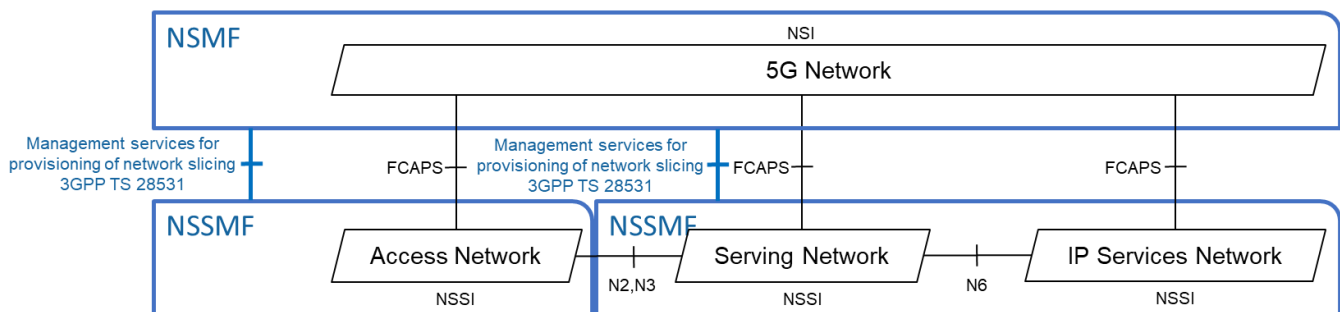 NSMF
NSI
5G Network
Management services for
provisioning of network slicing
3GPP TS 28531
FCAPS
Management services for
provisioning of network slicing
3GPP TS 28531
FCAPS
FCAPS
NSSMF
Access Network
NSSI
N2,N3
NSSMF
Serving Network
NSSI
N6
IP Services Network
NSSI